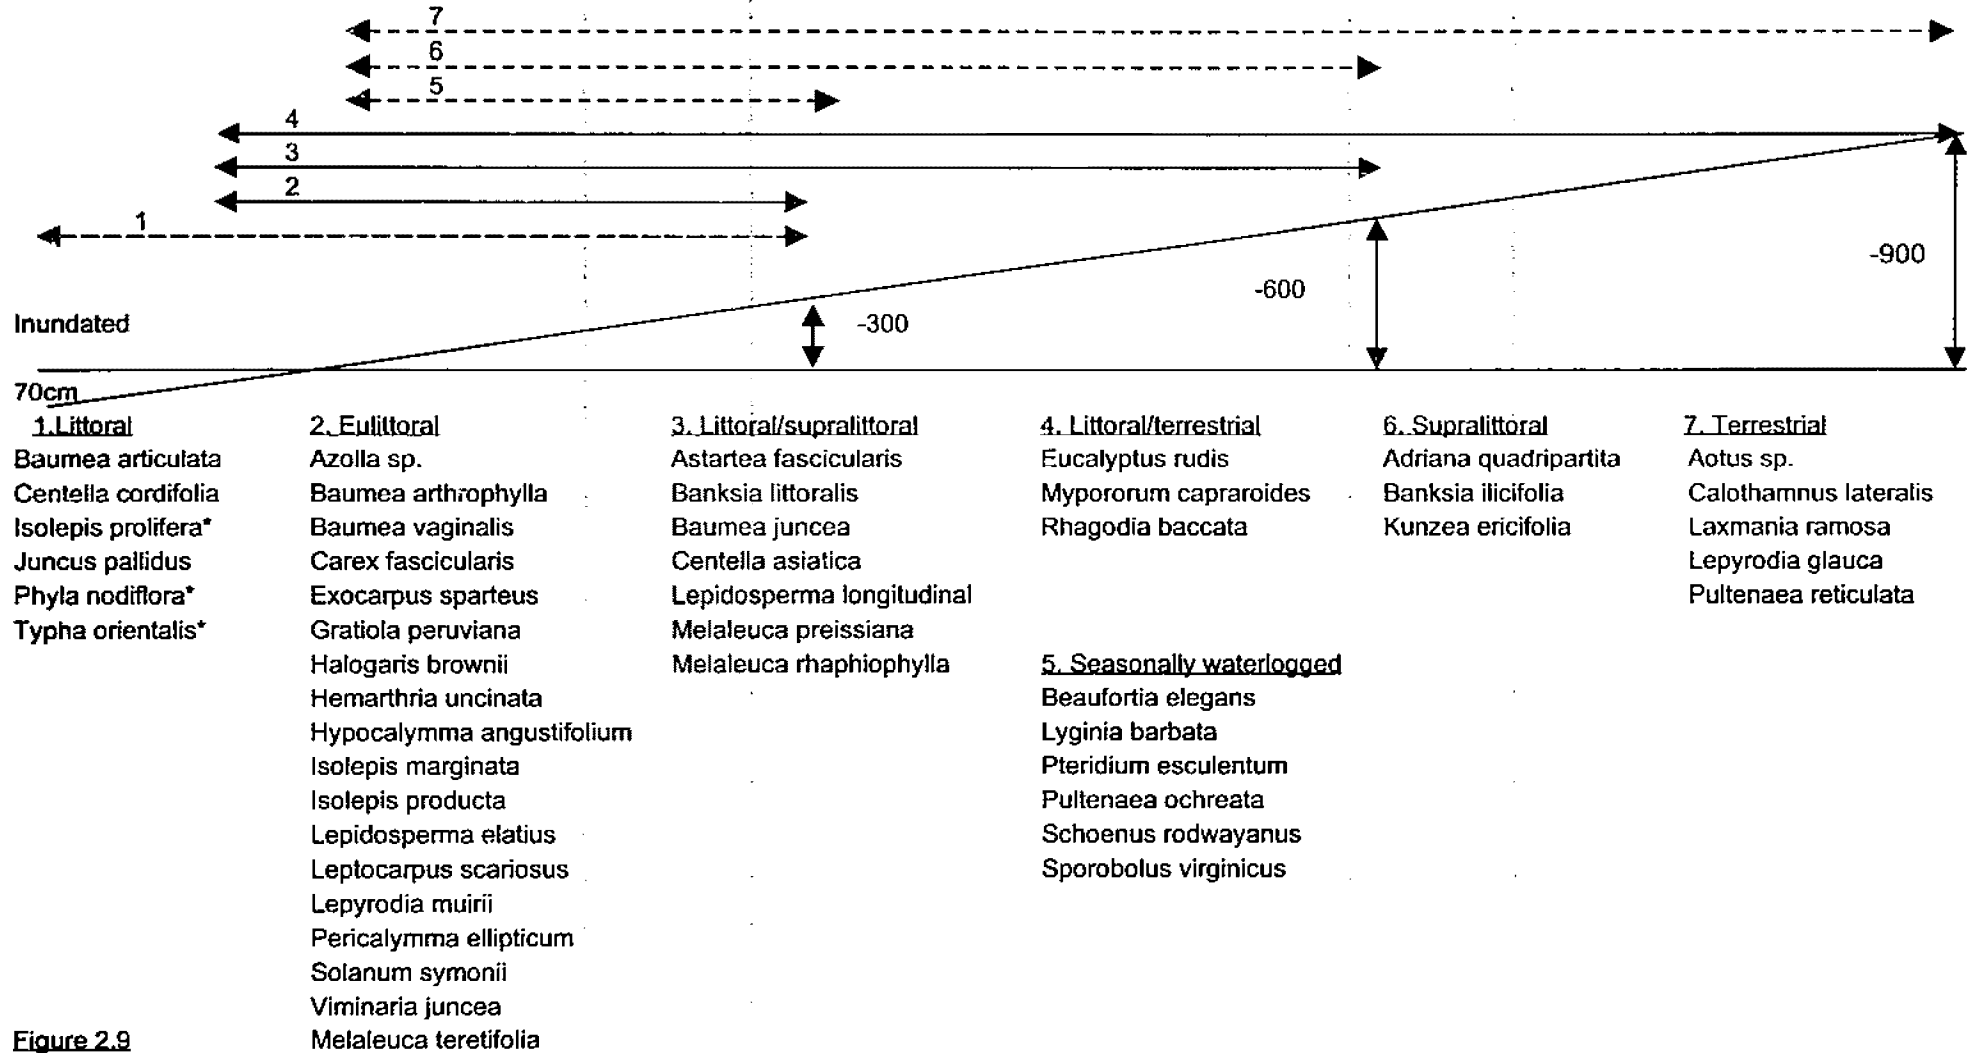 7
6
5
4
3
2
1
-900
-600
-300
Inundated
70cm
1.Littoral
Baumea articulata
Centella cordifolia
Isolepis prolifera*
Juncus pallidus
Phyla nodiflora*
Typha orientalis*
2. Eulittoral
Azolla sp.
Baumea arthrophylla
Baumea vaginalis
Carex fascicularis
Exocarpus sparteus
Gratiola peruviana
Halogaris brownii
Hemarthria uncinata
Hypocalymma angustifolium
Isolepis marginata
Isolepis producta
Lepidosperma elatius
Leptocarpus scariosus
Lepyrodia muirii
Pericalymma ellipticum
Solanum symonii
Viminaria juncea
Melaleuca teretifolia
3. Littoral/supralittoral
Astartea fascicularis
Banksia littoralis
Baumea juncea
Centella asiatica
Lepidosperma longitudinal
Melaleuca preissiana
Melaleuca rhaphiophylla
4. Littoral/terrestrial
Eucalyptus rudis
Mypororum capraroides
Rhagodia baccata
5. Seasonally waterlogged
Beaufortia elegans
Lyginia barbata
Pteridium esculentum
Pultenaea ochreata
Schoenus rodwayanus
Sporobolus virginicus
6. Supralittoral
Adriana quadripartita
Banksia ilicifolia
Kunzea ericifolia
7. Terrestrial
Aotus sp.
Calothamnus lateralis
Laxmania ramosa
Lepyrodia glauca
Pultenaea reticulata
Figure 2.9